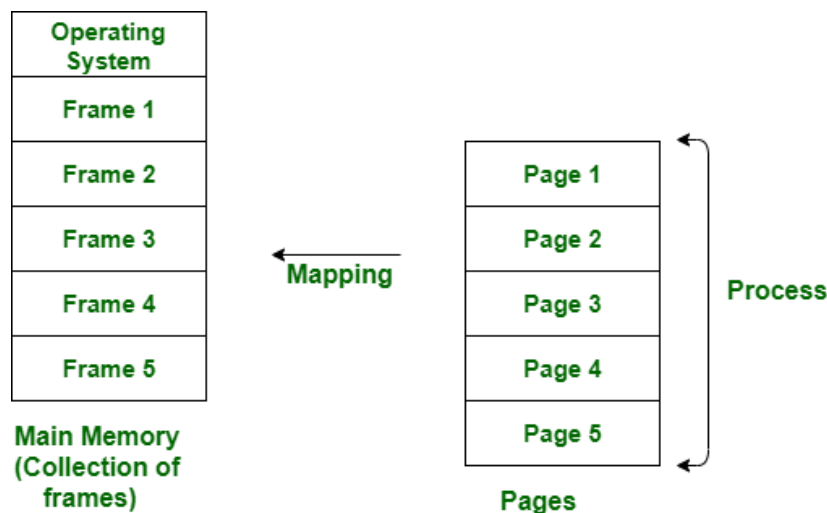 Operating
System
Frame 1
Frame 2
Frame 3
Frame 4
Frame 5
Main Memory
(Collection of
frames)
Mapping
Page 1
Page 2
Page 3
Page 4
Page 5
Pages
Process